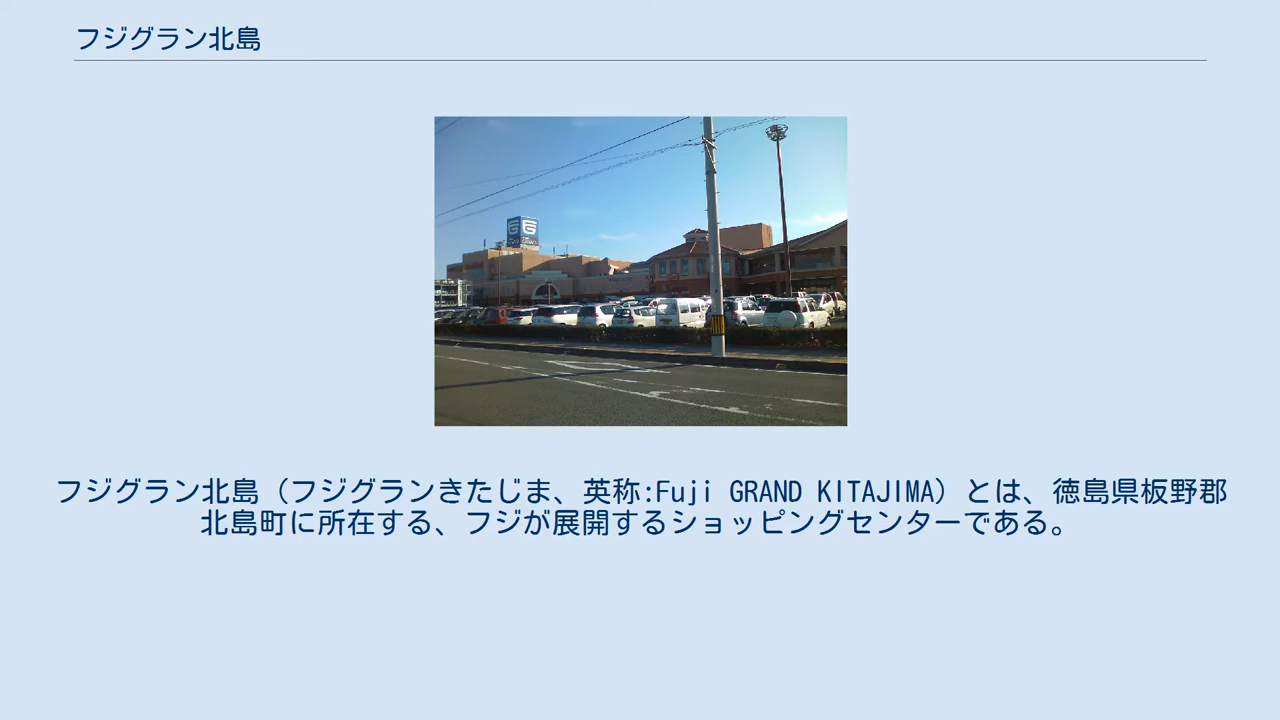 フジグラン北島
フジグラン北島（フジグランきたじま、英称:Fuji GRAND KITAJIMA）とは、徳島県板野郡
北島町に所在する、フジが展開するショッピングセンターである。